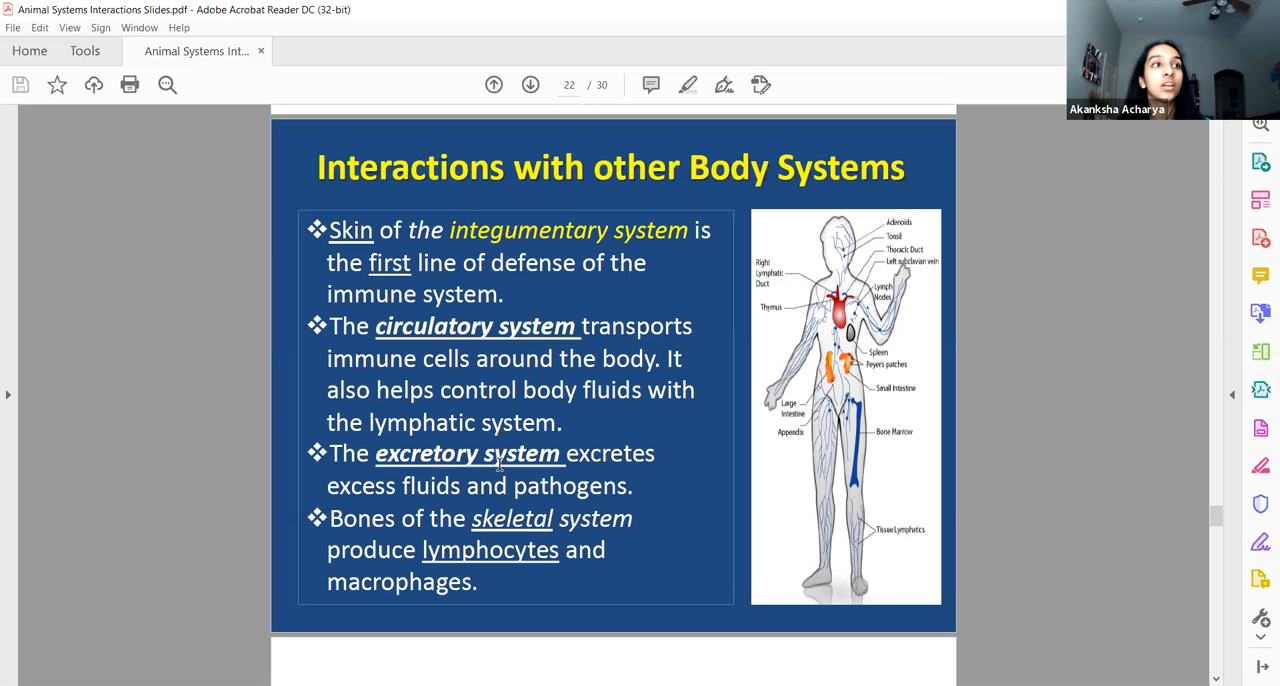 Animal Systems Interactions Slides.pdf - Adobe Acrobat Reader DC (32-bit)
File Edit View Sign Window Help
Home Tools Animal Systems Int... ×
22 / 30
Akanksha Acharya
Interactions with other Body Systems
❖Skin of the integumentary system is
the first line of defense of the
immune system.
❖The circulatory system transports
immune cells around the body. It
also helps control body fluids with
the lymphatic system.
❖The excretory system excretes
excess fluids and pathogens.
❖Bones of the skeletal system
produce lymphocytes and
macrophages.
Adenoids
Tonsil
Thoracic Duct
Left subclavian vein
Right
Lymphatic
Duct
Lymph
Nodes
Thymus
Spleen
Peyer's patches
Small Intestine
Large
Intestine
Appendix
Bone Marrow
Tissue Lymphatics